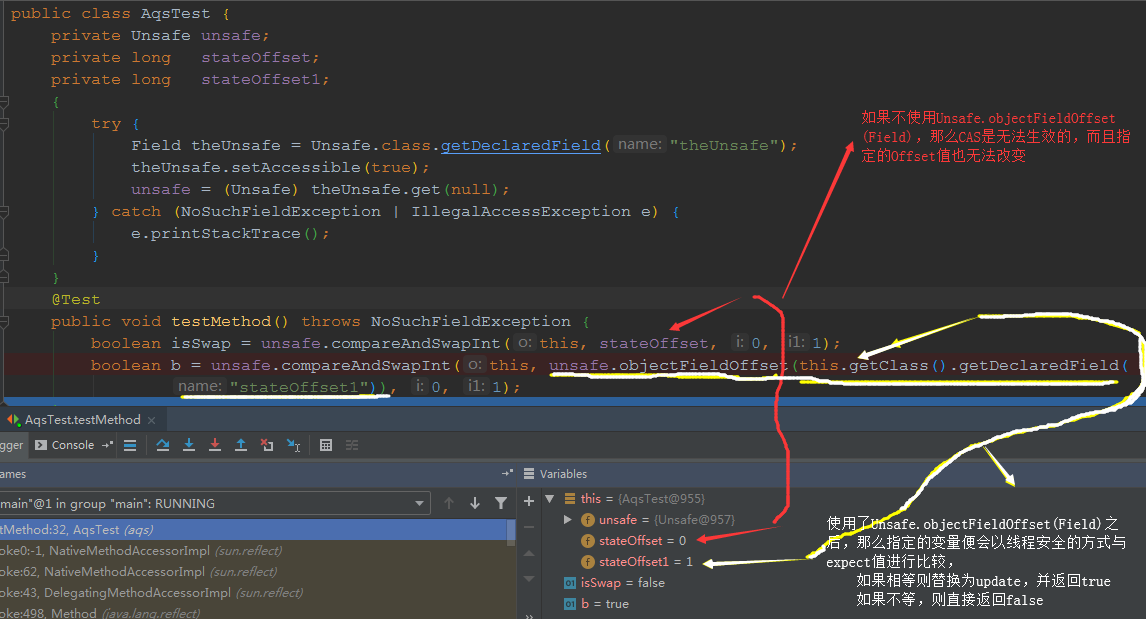 public class AqsTest {
private Unsafe unsafe;
private long stateOffset;
private long stateOffset1;
{
try {
Field theUnsafe = Unsafe.class.getDeclaredField( name: "theUnsafe");
theUnsafe.setAccessible(true);
unsafe = (Unsafe) theUnsafe.get(null);
} catch (NoSuchFieldException | IllegalAccessException e) {
e.printStackTrace();
}
}
@Test
public void testMethod() throws NoSuchFieldException {
boolean isSwap = unsafe.compareAndSwapInt( o: this, stateOffset, i: 0, i1: 1);
boolean b = unsafe.compareAndSwapInt( o: this, unsafe.objectFieldOffset(this.getClass().getDeclaredField(
name: "stateOffset1")), i: 0, i1: 1);
如果不使用Unsafe.objectFieldOffset
(Field),那么CAS是无法生效的,而且指
定的Offset值也无法改变
AqsTest.testMethod ×
gger Console
ames
main"@1 in group "main": RUNNING
tMethod:32, AqsTest (aqs)
oke0:-1, NativeMethodAccessorImpl (sun.reflect)
oke:62, NativeMethodAccessorImpl (sun.reflect)
oke:43, DelegatingMethodAccessorImpl (sun.reflect)
oke:498, Method (java.lang.reflect)
Variables
this = {AqsTest@955}
f unsafe = {Unsafe@957}
f stateOffset = 0
f stateOffset1 = 1
01 isSwap = false
01 b = true
使用了Unsafe.objectFieldOffset(Field)之
后,那么指定的变量便会以线程安全的方式与
expect值进行比较,
如果相等则替换为update,并返回true
如果不等,则直接返回false